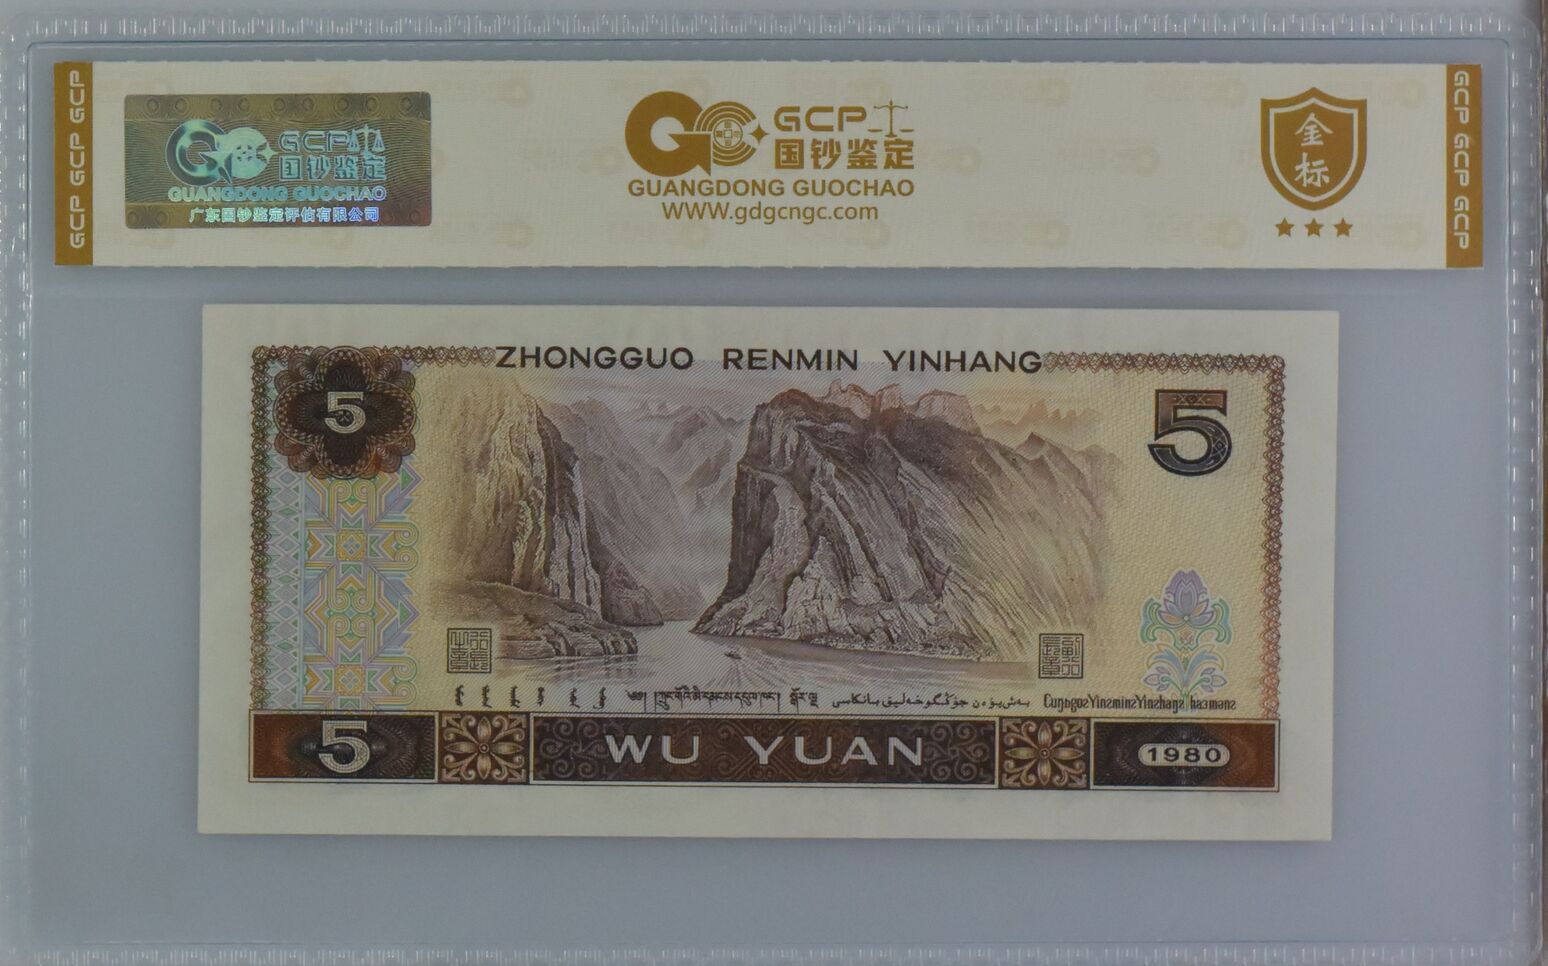 GCP GCP GCP
GCP
国钞鉴定
GUANGDONG GUOCHAO
广东国钞鉴定评估有限公司
GCP
国钞鉴定
GUANGDONG GUOCHAO
WWW.gdgcngc.com
金
标
GCP GCP GCP
ZHONGGUO RENMIN YINHANG
5
5
5
WU YUAN
1980